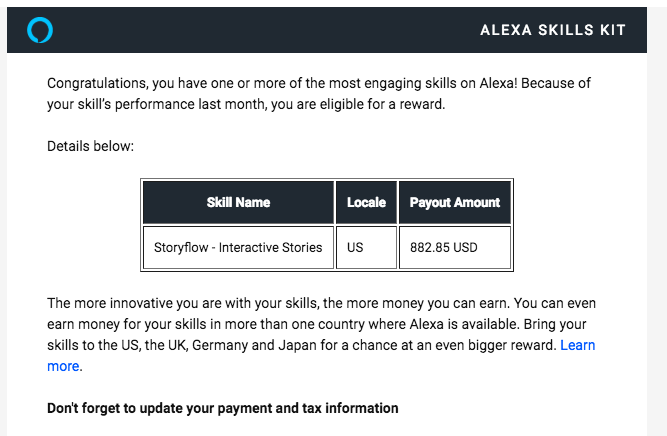 ALEXA SKILLS KIT
Congratulations, you have one or more of the most engaging skills on Alexa! Because of
your skill’s performance last month, you are eligible for a reward.
Details below:
Skill Name Locale Payout Amount
Storyflow - Interactive Stories US 882.85 USD
The more innovative you are with your skills, the more money you can earn. You can even
earn money for your skills in more than one country where Alexa is available. Bring your
skills to the US, the UK, Germany and Japan for a chance at an even bigger reward. Learn
more.
Don't forget to update your payment and tax information